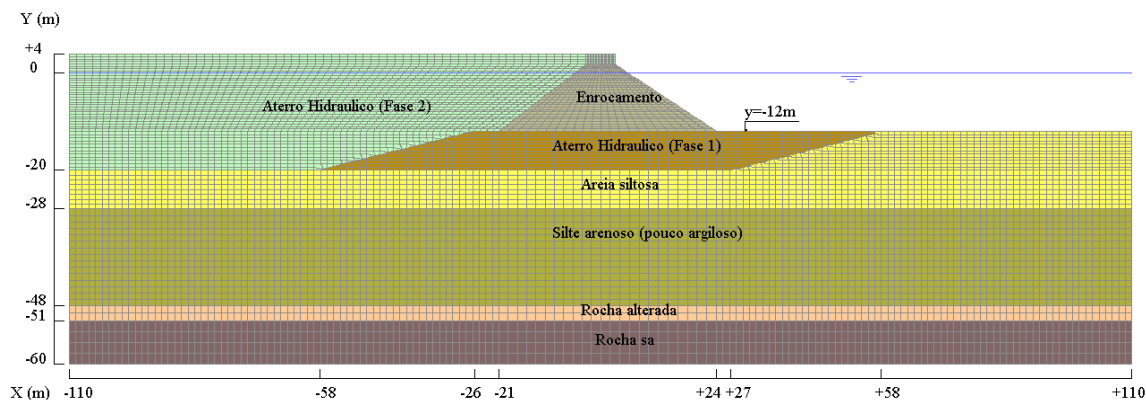 Y (m)
+4
0
Aterro Hidraulico (Fase 2)
Enrocamento
y=-12m
Aterro Hidraulico (Fase 1)
-20
Areia siltosa
-28
Silte arenoso (pouco argiloso)
-48
Rocha alterada
-51
Rocha sa
-60
X (m) -110 -58 -26 -21 +24 +27 +58 +110